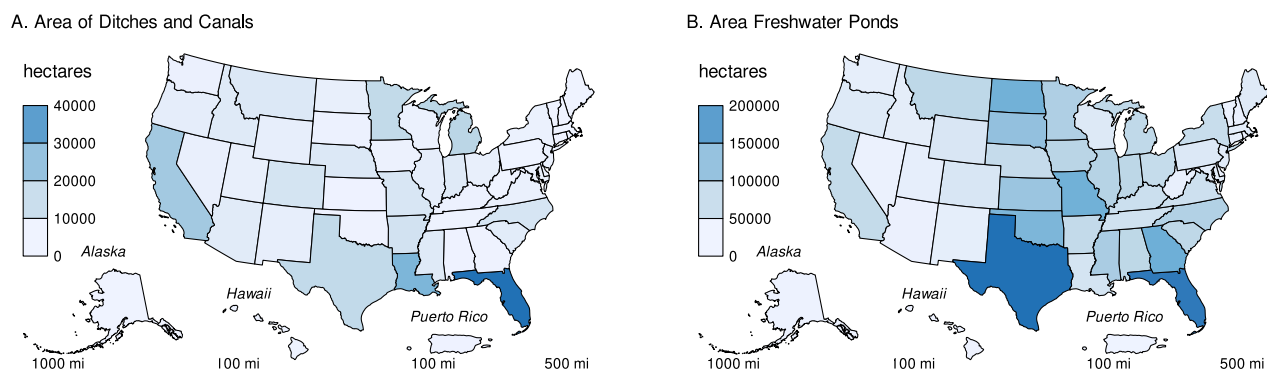 A. Area of Ditches and Canals
hectares
40000
30000
20000
10000
0
Alaska
Hawaii
Puerto Rico
1000 mi
100 mi
100 mi
500 mi
B. Area Freshwater Ponds
hectares
200000
150000
100000
50000
0
Alaska
Hawaii
Puerto Rico
1000 mi
100 mi
100 mi
500 mi